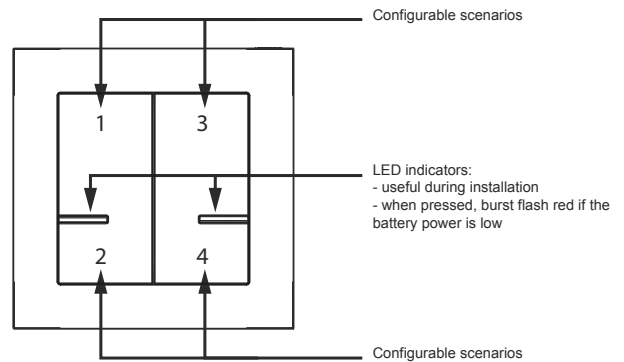 Configurable scenarios
1 3
LED indicators:
- useful during installation
- when pressed, burst flash red if the
battery power is low
2 4
Configurable scenarios